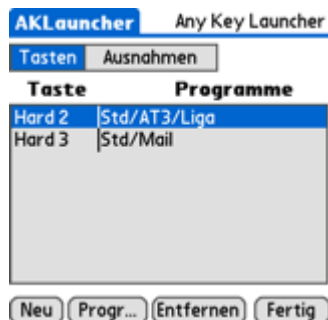 AKLauncher Any Key Launcher
Tasten Ausnahmen
Taste Programme
Hard 2 Std/AT3/Liga
Hard 3 Std/Mail
Neu Progr... Entfernen Fertig